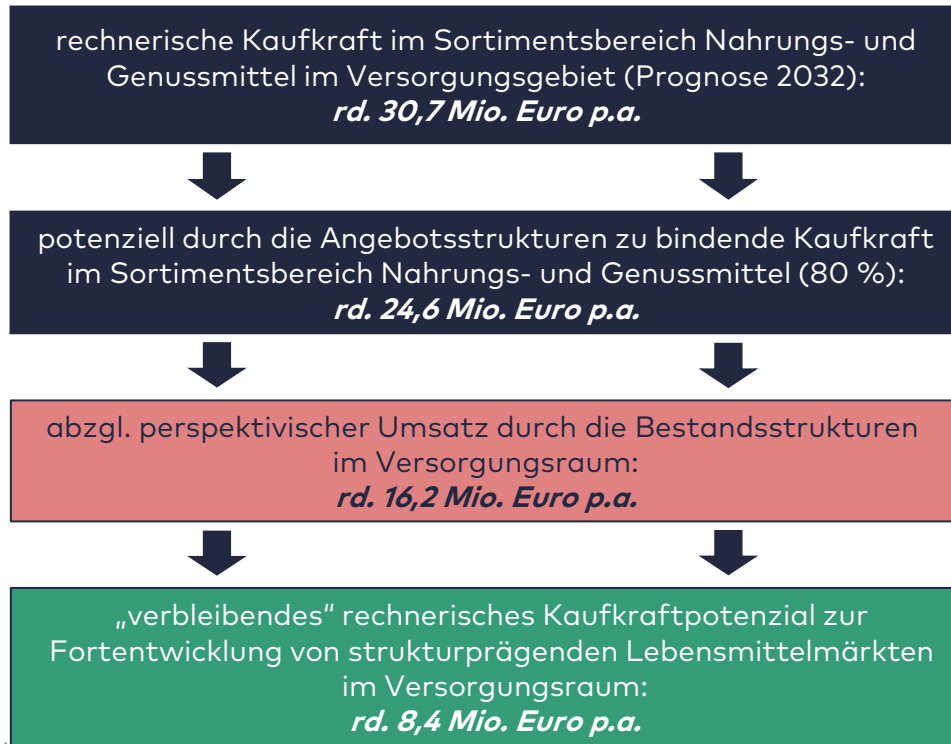 rechnerische Kaufkraft im Sortimentsbereich Nahrungs- und
Genussmittel im Versorgungsgebiet (Prognose 2032):
rd. 30,7 Mio. Euro p.a.
potenziell durch die Angebotsstrukturen zu bindende Kaufkraft
im Sortimentsbereich Nahrungs- und Genussmittel (80 %):
rd. 24,6 Mio. Euro p.a.
abzgl. perspektivischer Umsatz durch die Bestandsstrukturen
im Versorgungsraum:
rd. 16,2 Mio. Euro p.a.
„verbleibendes“ rechnerisches Kaufkraftpotenzial zur
Fortentwicklung von strukturprägenden Lebensmittelmärkten
im Versorgungsraum:
rd. 8,4 Mio. Euro p.a.